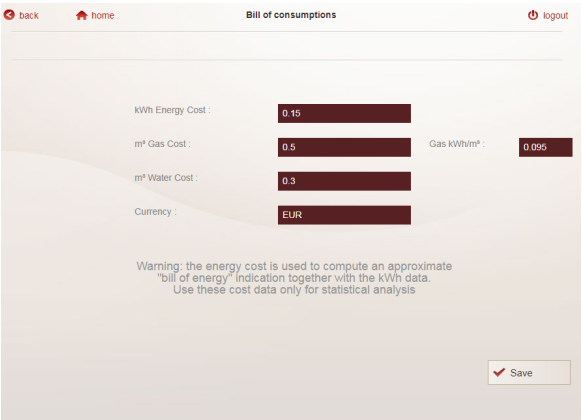 back home Bill of consumptions logout
kWh Energy Cost : 0.15
m³ Gas Cost : 0.5 Gas kWh/m³ : 0.095
m³ Water Cost : 0.3
Currency : EUR
Warning: the energy cost is used to compute an approximate
"bill of energy" indication together with the kWh data.
Use these cost data only for statistical analysis
Save